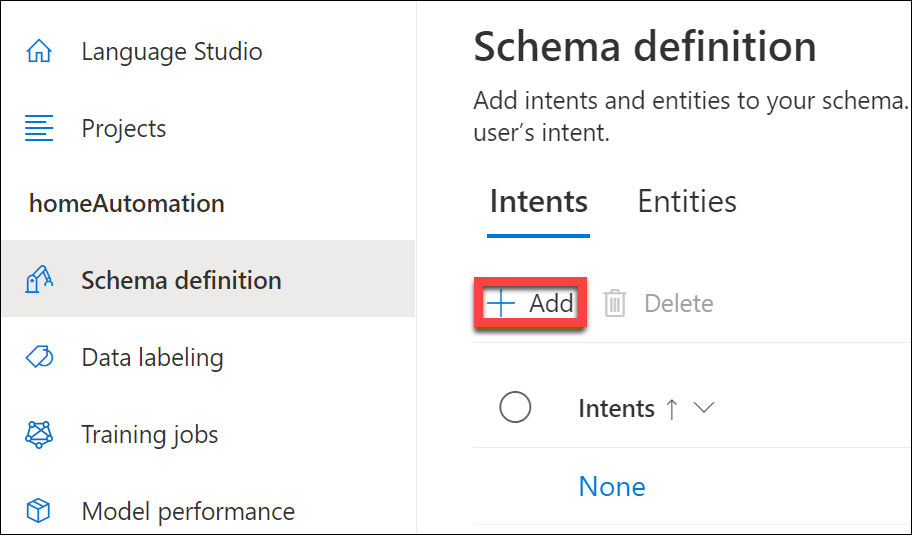 Language Studio
Projects
homeAutomation
Schema definition
Data labeling
Training jobs
Model performance
Schema definition
Add intents and entities to your schema.
user’s intent.
Intents Entities
+ Add Delete
Intents ↑
None